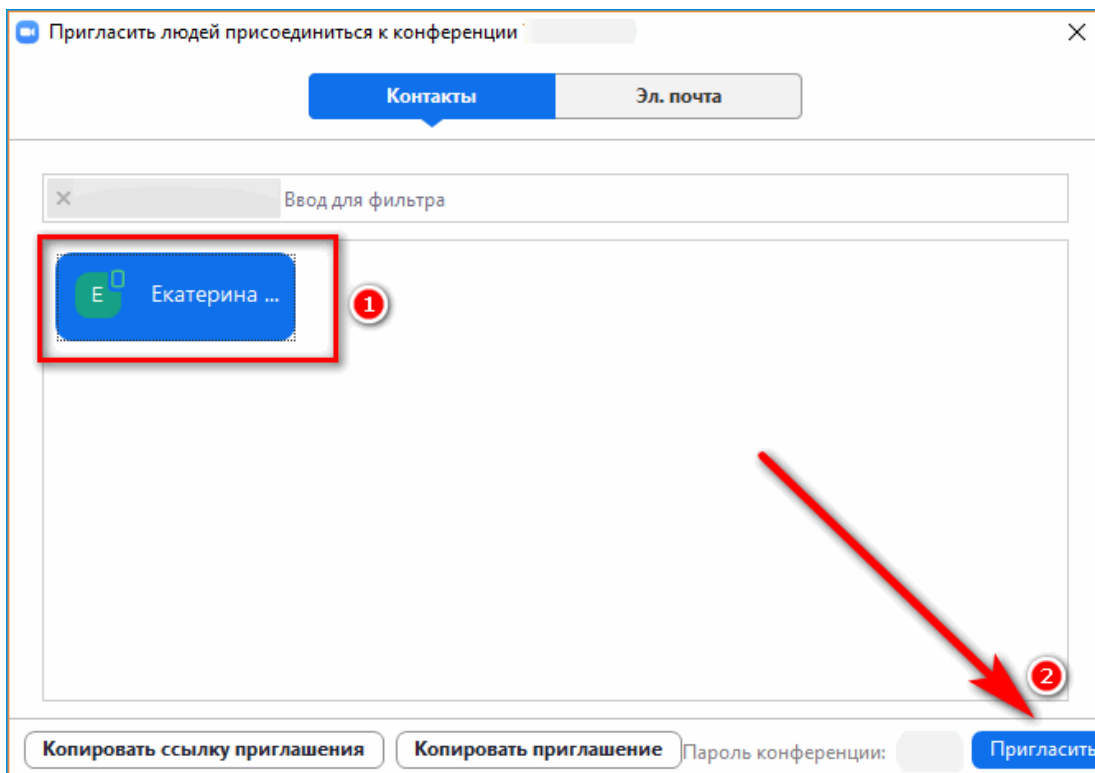 Пригласить людей присоединиться к конференции
Контакты
Эл. почта
Ввод для фильтра
E
Екатерина ...
1
2
Копировать ссылку приглашения
Копировать приглашение
Пароль конференции:
Пригласить